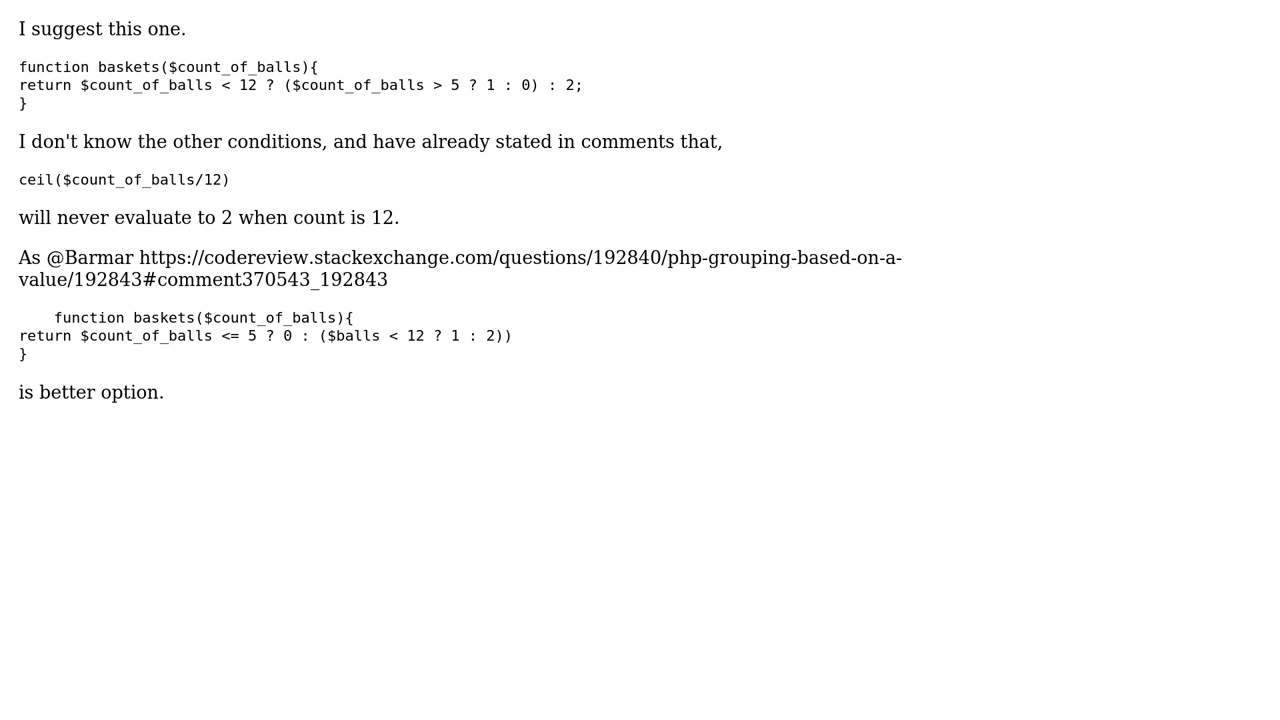 I suggest this one.
function baskets($count_of_balls){
return $count_of_balls < 12 ? ($count_of_balls > 5 ? 1 : 0) : 2;
}
I don't know the other conditions, and have already stated in comments that,
ceil($count_of_balls/12)
will never evaluate to 2 when count is 12.
As @Barmar https://codereview.stackexchange.com/questions/192840/php-grouping-based-on-a-
value/192843#comment370543_192843
    function baskets($count_of_balls){
return $count_of_balls <= 5 ? 0 : ($balls < 12 ? 1 : 2))
}
is better option.